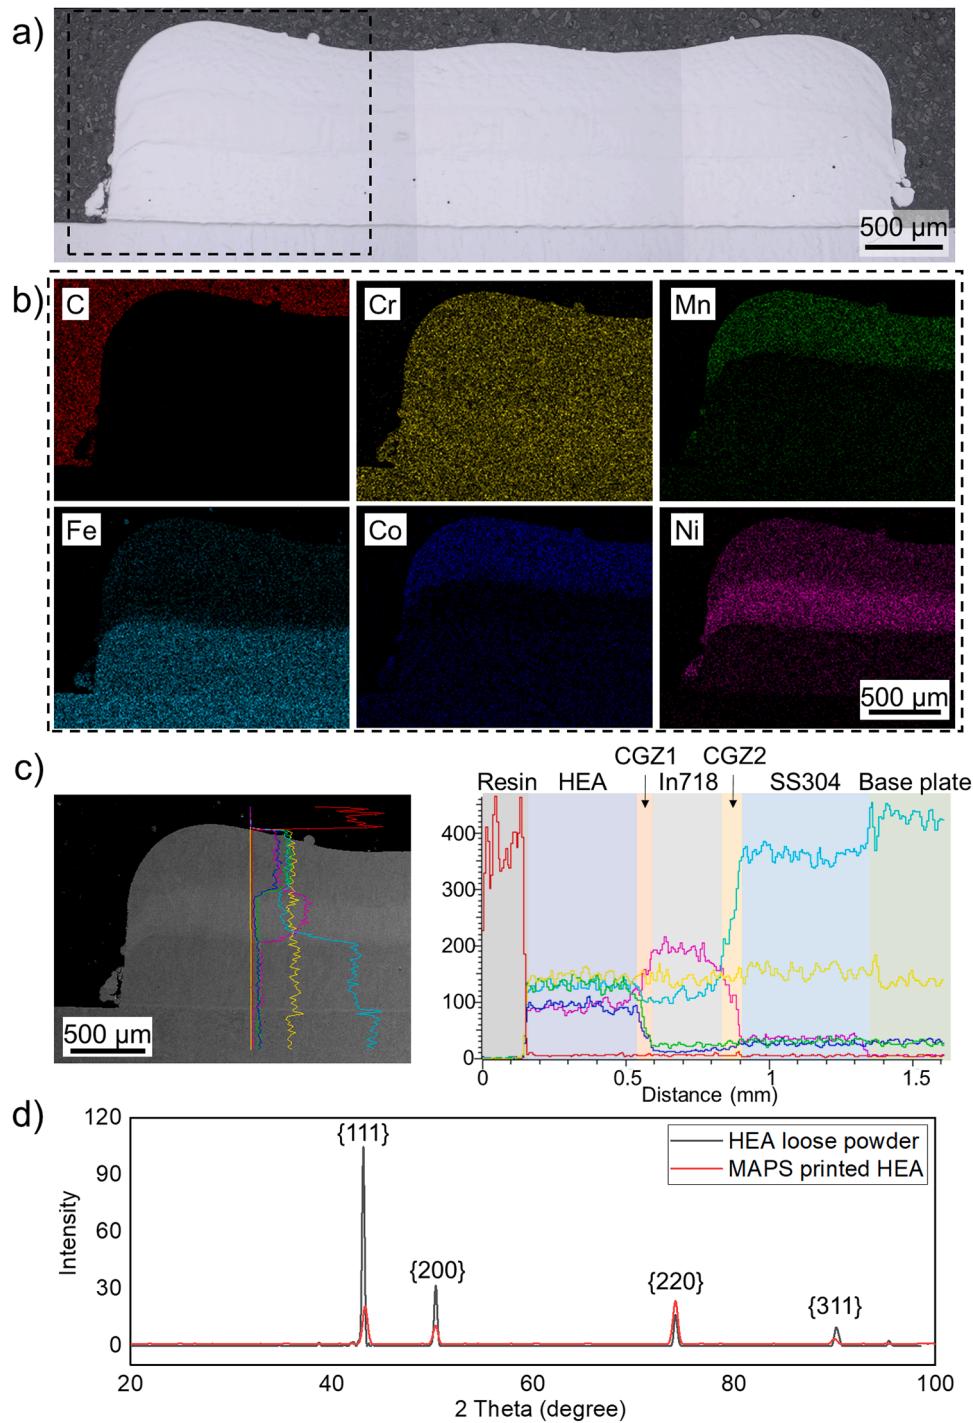 a)
500 µm
b)
C
Cr
Mn
Fe
Co
Ni
500 µm
c)
500 µm
CGZ1 CGZ2
Resin HEA In718 SS304 Base plate
400
300
200
100
0
0 0.5 1 1.5
Distance (mm)
d)
120
90
60
30
0
Intensity
{111}
{200}
{220}
{311}
HEA loose powder
MAPS printed HEA
20 40 60 80 100
2 Theta (degree)